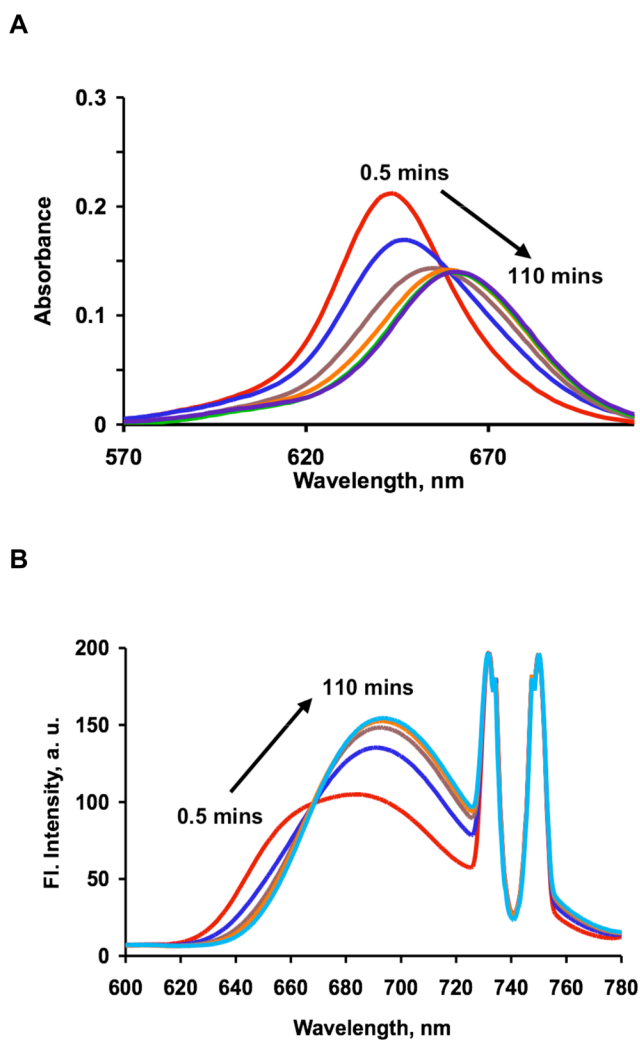 A
0.3
0.2
0.1
0
Absorbance
0.5 mins
110 mins
570
620
670
Wavelength, nm
B
200
150
100
50
0
Fl. Intensity, a. u.
110 mins
0.5 mins
600
620
640
660
680
700
720
740
760
780
Wavelength, nm